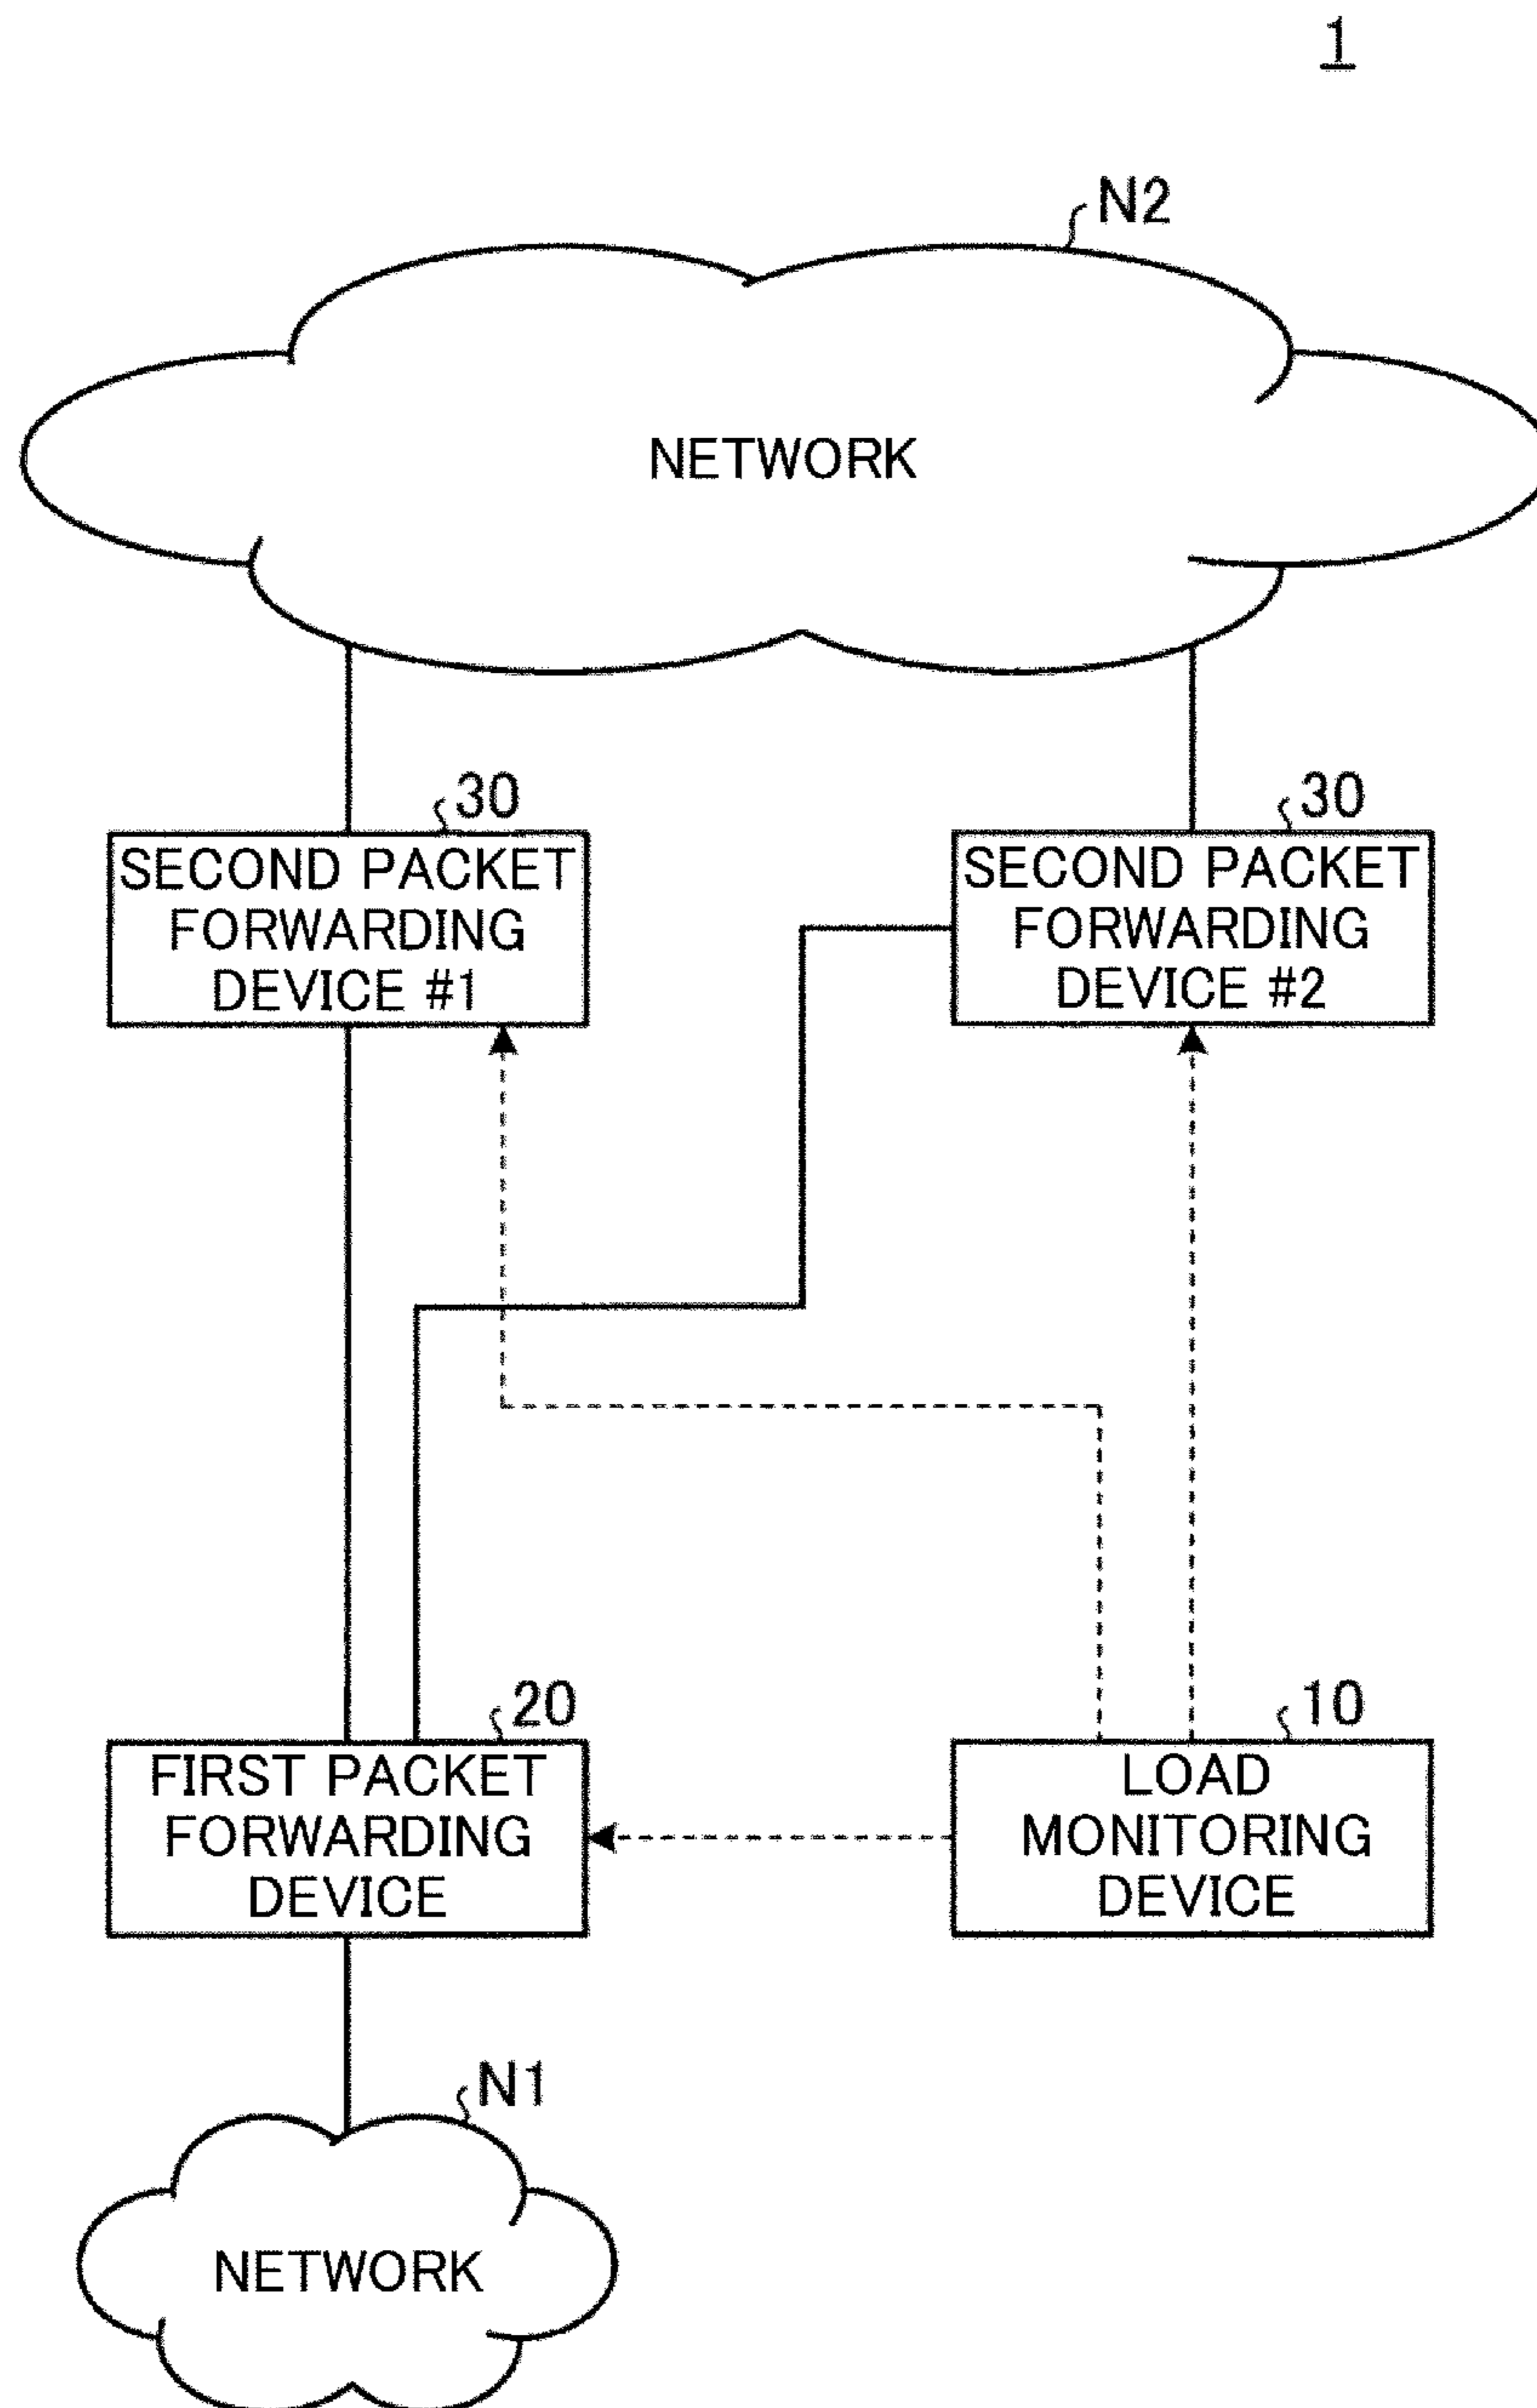 1
N2
NETWORK
30
SECOND PACKET
FORWARDING
DEVICE #1
30
SECOND PACKET
FORWARDING
DEVICE #2
20
FIRST PACKET
FORWARDING
DEVICE
10
LOAD
MONITORING
DEVICE
N1
NETWORK